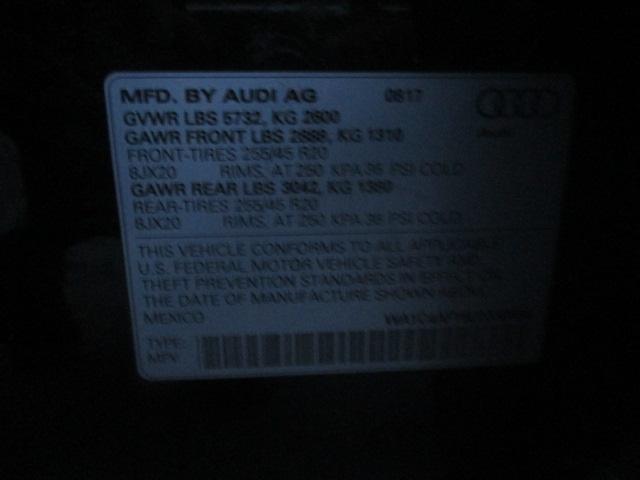 MFD. BY AUDI AG 0817
GVWR LBS 5732, KG 2600
GAWR FRONT LBS 2888, KG 1310
FRONT-TIRES 255/45 R20
8JX20 RIMS, AT 250 KPA 36 PSI COLD
GAWR REAR LBS 3042, KG 1380
REAR-TIRES 255/45 R20
8JX20 RIMS, AT 250 KPA 36 PSI COLD
THIS VEHICLE CONFORMS TO ALL APPLICABLE
U.S. FEDERAL MOTOR VEHICLE SAFETY AND
THEFT PREVENTION STANDARDS IN EFFECT ON
THE DATE OF MANUFACTURE SHOWN ABOVE.
MEXICO
TYPE:
MPV